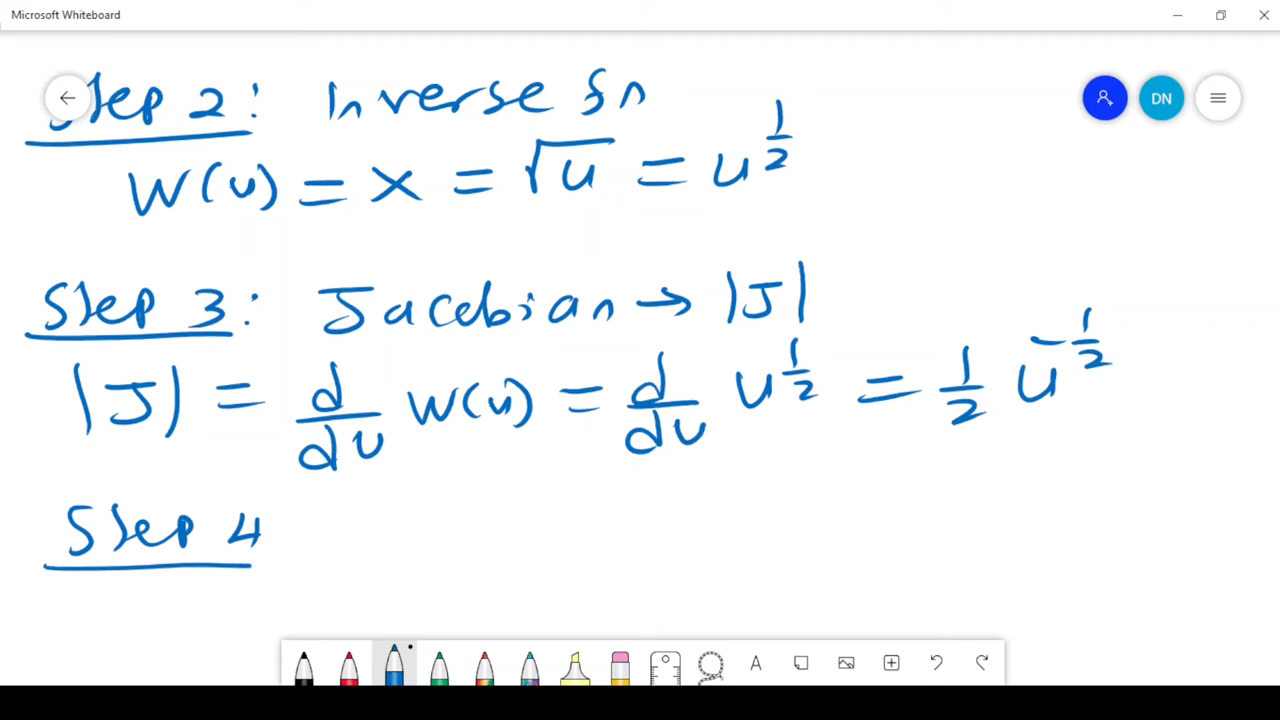 Microsoft Whiteboard
Step 2: Inverse fn
DN
W(u) = x = √u = u^{1/2}
Step 3: Jacobian → |J|
|J| = d/du W(u) = d/du u^{1/2} = 1/2 u^{-1/2}
Step 4
A